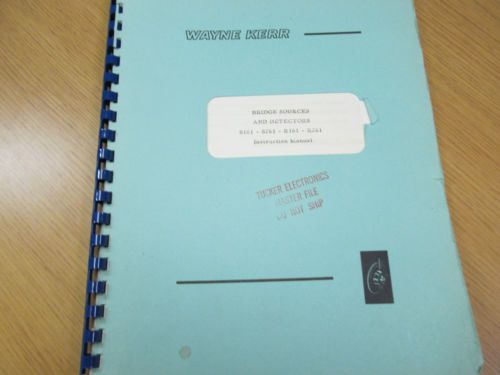 WAYNE KERR
BRIDGE SOURCES
AND DETECTORS
Instruction Manual
TUCKER ELECTRONICS
MASTER FILE
DO NOT SHIP